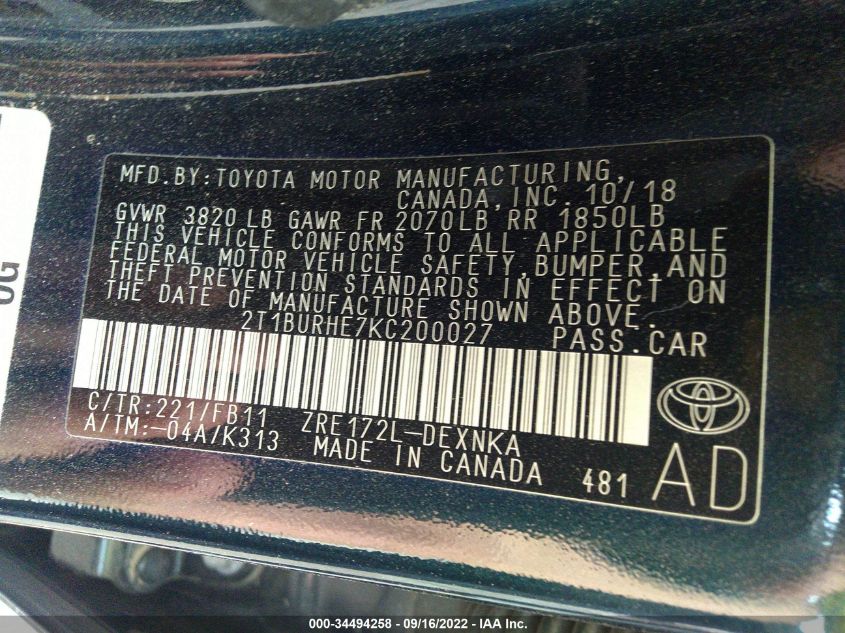 MFD.BY:TOYOTA MOTOR MANUFACTURING,
CANADA,INC. 10/18
GVWR 3820 LB GAWR FR 2070LB RR 1850LB
THIS VEHICLE CONFORMS TO ALL APPLICABLE
FEDERAL MOTOR VEHICLE SAFETY,BUMPER,AND
THEFT PREVENTION STANDARDS IN EFFECT ON
THE DATE OF MANUFACTURE SHOWN ABOVE.
2T1BURHE7KC200027 PASS.CAR
C/TR:221/FB11 ZRE172L-DEXNKA
A/TM:-04A/K313 MADE IN CANADA 481 AD
000-34494258 - 09/16/2022 - IAA Inc.